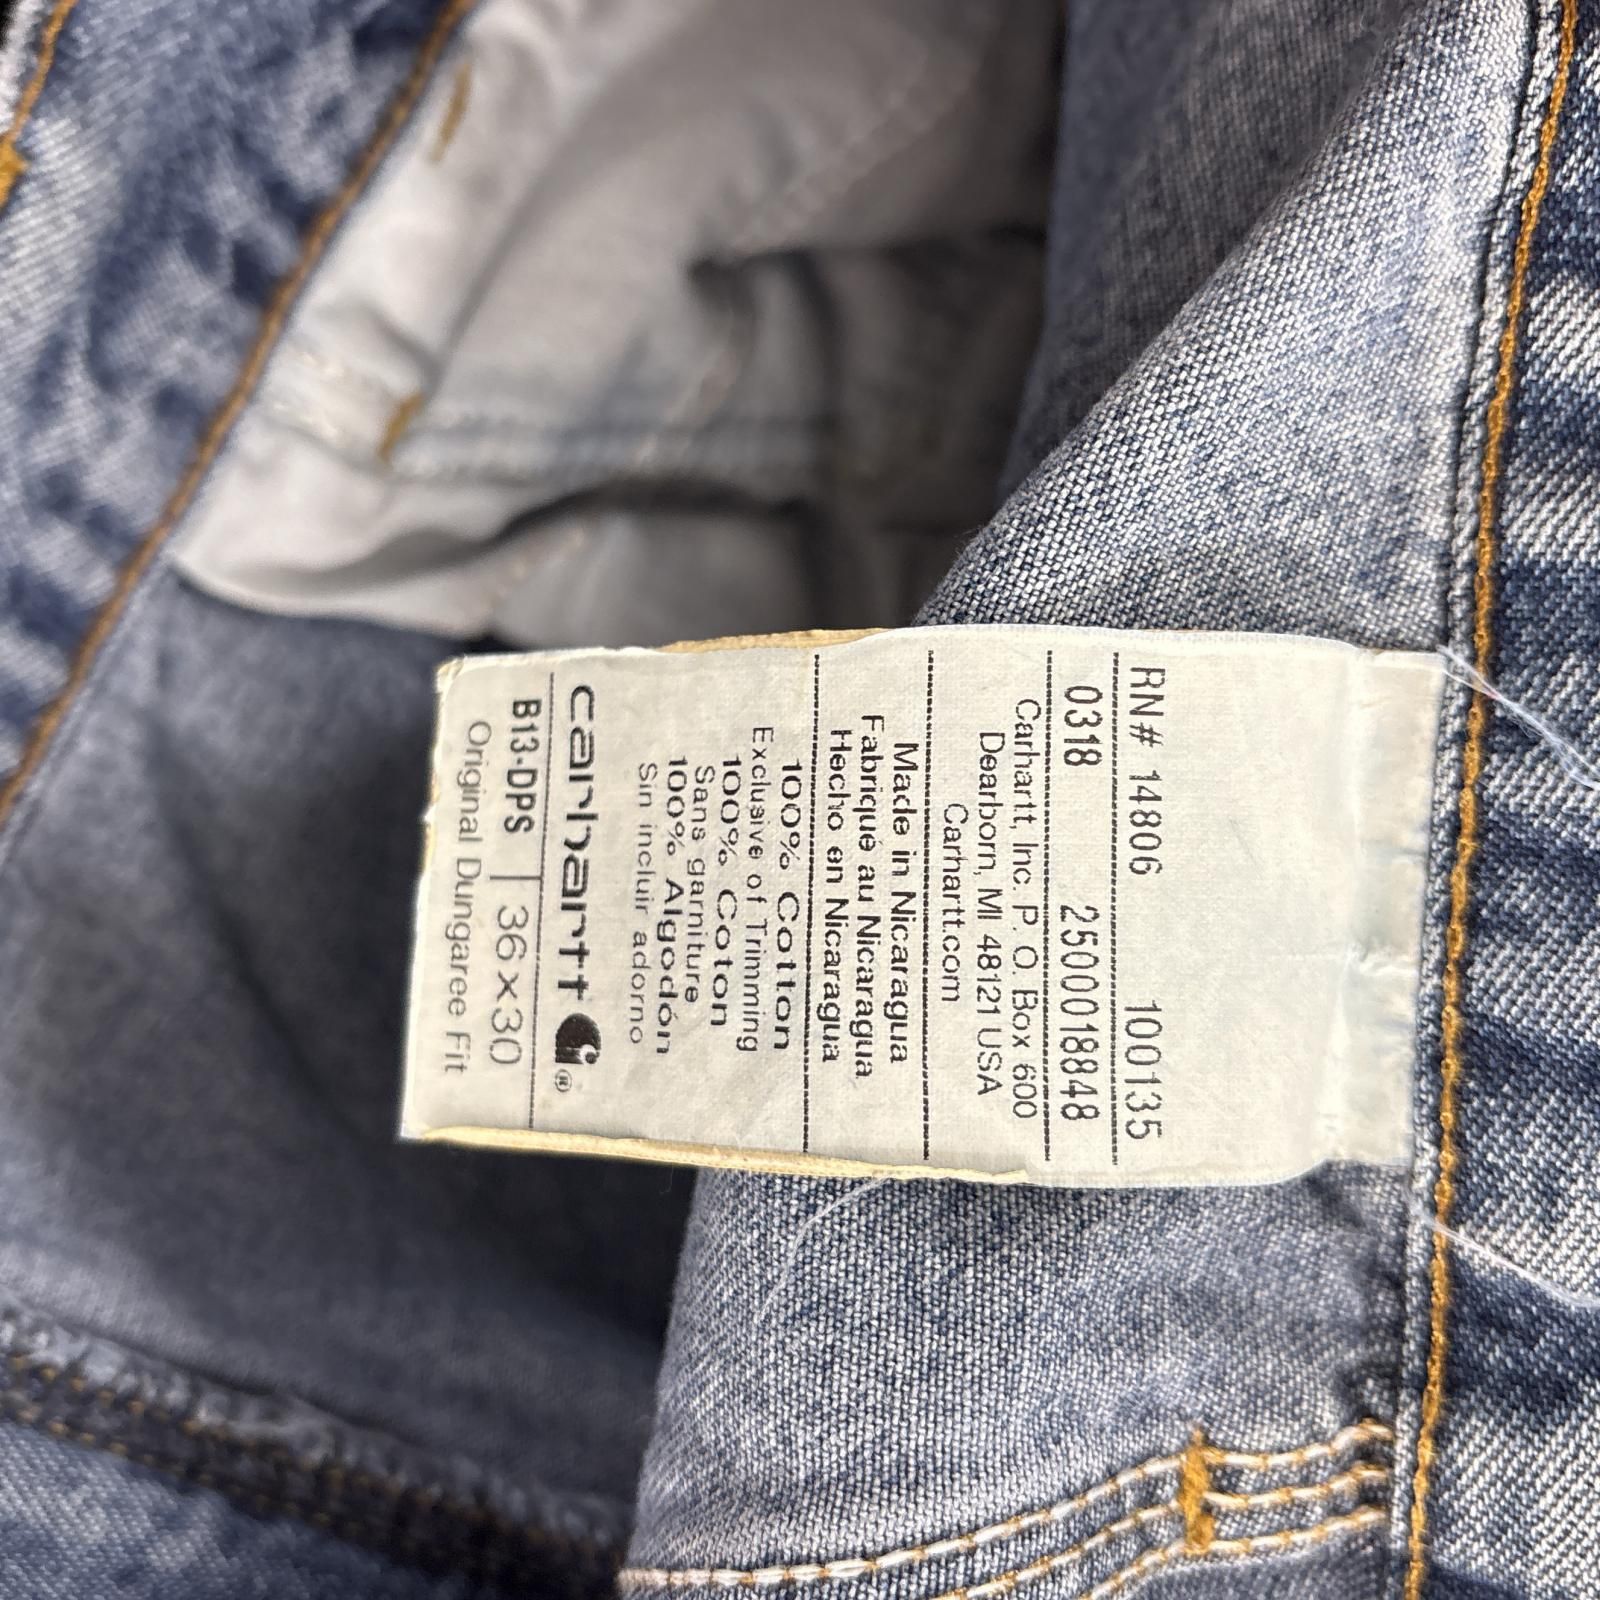 RN# 14806 100135
0318 2500018848
Carhartt, Inc. P. O. Box 600
Dearborn, MI 48121 USA
Carhartt.com
Made in Nicaragua
Fabriqué au Nicaragua
Hecho en Nicaragua
100% Cotton
Exclusive of Trimming
100% Coton
Sans garniture
100% Algodón
Sin incluir adorno
carhartt ®
B13-DPS 36x30
Original Dungaree Fit